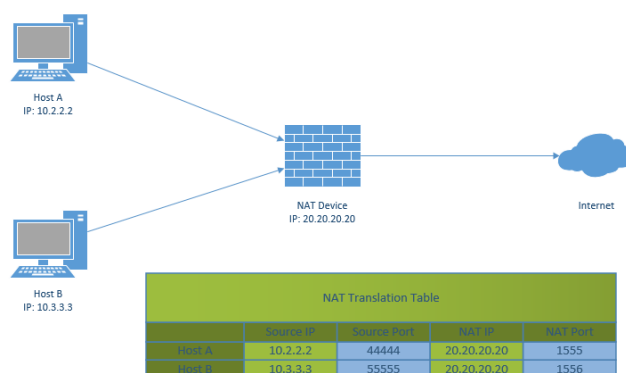 Host A
IP: 10.2.2.2
NAT Device
IP: 20.20.20.20
Internet
Host B
IP: 10.3.3.3
NAT Translation Table
Source IP Source Port NAT IP NAT Port
Host A 10.2.2.2 44444 20.20.20.20 1555
Host B 10.3.3.3 55555 20.20.20.20 1556